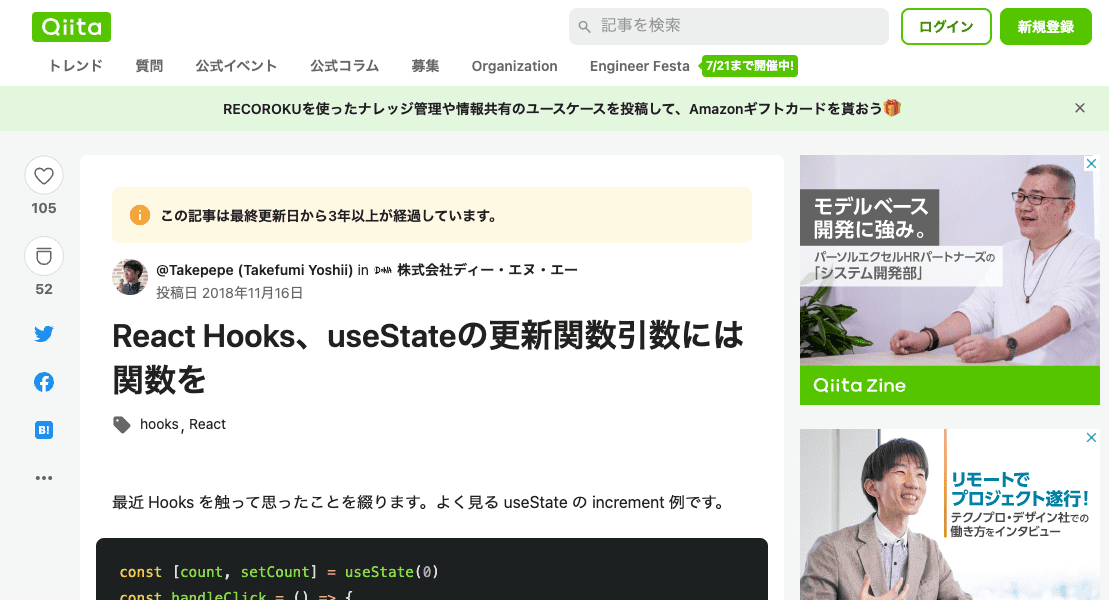 Qiita
記事を検索
ログイン
新規登録
トレンド 質問 公式イベント 公式コラム 募集 Organization Engineer Festa 7/21まで開催中!
RECOROKUを使ったナレッジ管理や情報共有のユースケースを投稿して、Amazonギフトカードを貰おう🎁
105
52
B!
この記事は最終更新日から3年以上が経過しています。
@Takepepe (Takefumi Yoshii) in DeNA 株式会社ディー・エヌ・エー
投稿日 2018年11月16日
React Hooks、useStateの更新関数引数には
関数を
hooks, React
最近 Hooks を触って思ったことを綴ります。よく見る useState の increment 例です。
const [count, setCount] = useState(0)
const handleClick = () => {
モデルベース
開発に強み。
パーソルエクセルHRパートナーズの
「システム開発部」
Qiita Zine
リモートで
プロジェクト遂行!
テクノプロ・デザイン社での
働き方をインタビュー